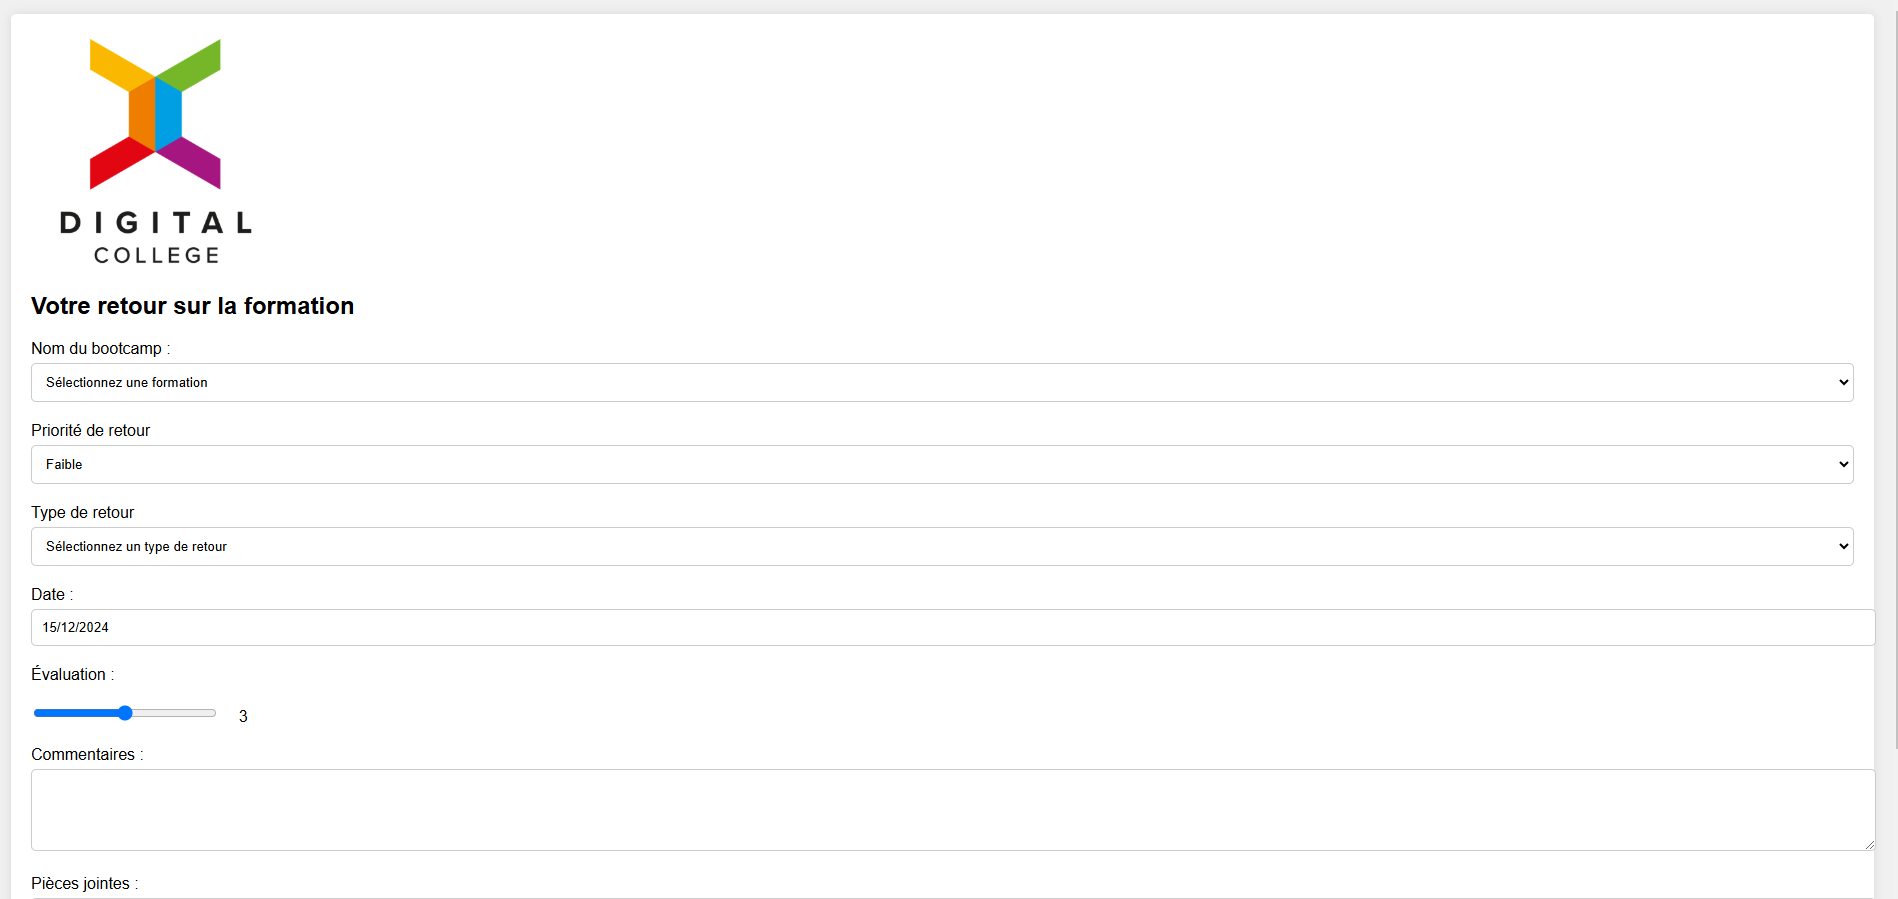 DIGITAL
COLLEGE
Votre retour sur la formation
Nom du bootcamp :
Sélectionnez une formation
Priorité de retour
Faible
Type de retour
Sélectionnez un type de retour
Date :
15/12/2024
Évaluation :
3
Commentaires :
Pièces jointes :